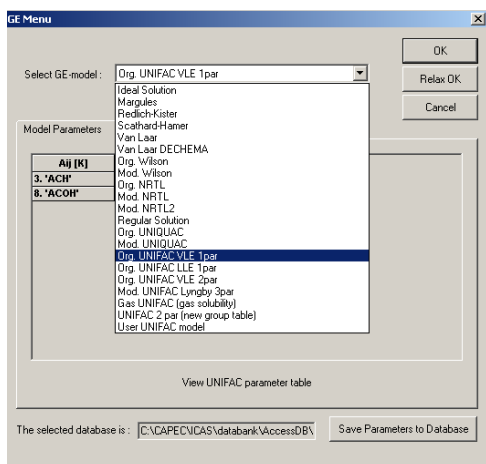 GE Menu
OK
Select GE-model :
Org. UNIFAC VLE 1par
Relax OK
Ideal Solution
Margules
Cancel
Redlich-Kister
Scathard-Hamer
Model Parameters
Van Laar
Van Laar DECHEMA
Aij [K]
Org. Wilson
3. 'ACH'
Mod. Wilson
Org. NRTL
8. 'ACOH'
Mod. NRTL
Mod. NRTL2
Regular Solution
Org. UNIQUAC
Mod. UNIQUAC
Org. UNIFAC VLE 1par
Org. UNIFAC LLE 1par
Org. UNIFAC VLE 2par
Mod. UNIFAC Lyngby 3par
Gas UNIFAC (gas solubility)
UNIFAC 2 par (new group table)
User UNIFAC model
View UNIFAC parameter table
The selected database is : C:\CAPEC\ICAS\databank\AccessDB\
Save Parameters to Database